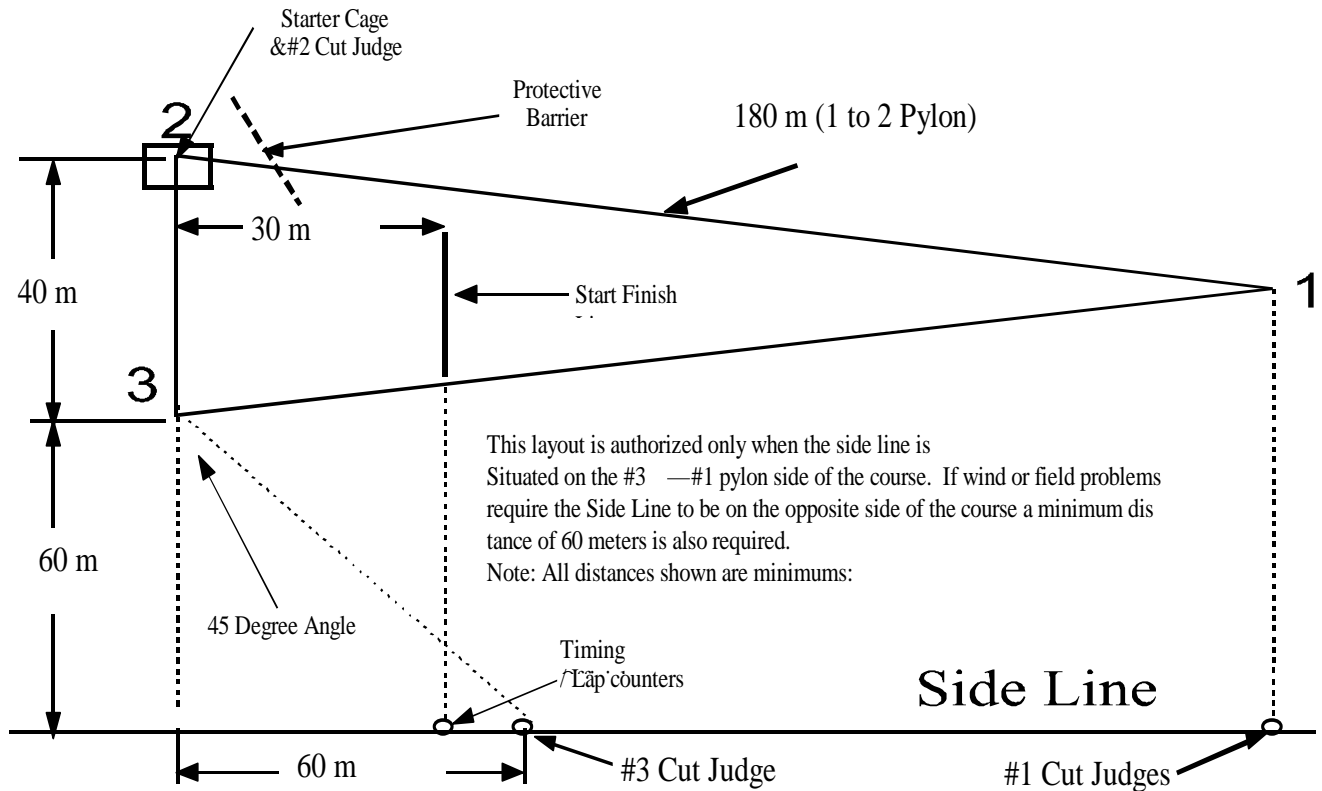 Starter Cage
&#2 Cut Judge
Protective
Barrier
180 m (1 to 2 Pylon)
2
30 m
40 m
Start Finish
1
3
This layout is authorized only when the side line is
Situated on the #3 —#1 pylon side of the course. If wind or field problems
require the Side Line to be on the opposite side of the course a minimum dis
tance of 60 meters is also required.
Note: All distances shown are minimums:
60 m
45 Degree Angle
Timing
/ Lap counters
Side Line
60 m
#3 Cut Judge
#1 Cut Judges